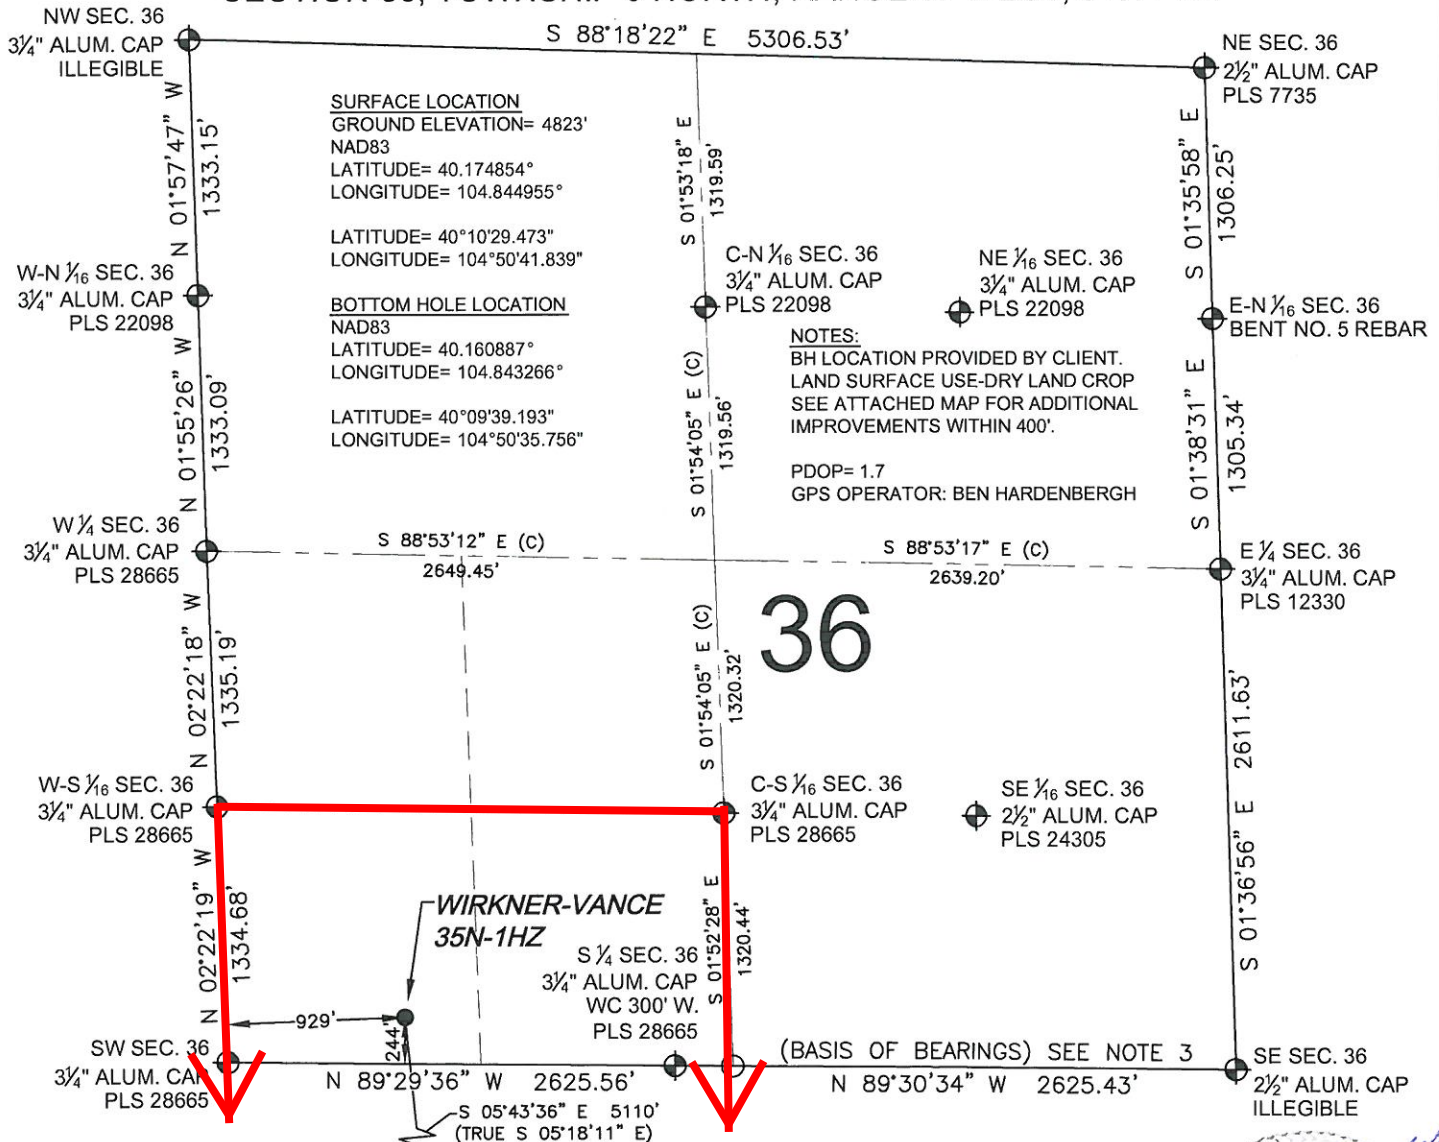 NW SEC. 36
3¼" ALUM. CAP
ILLEGIBLE
S 88°18'22" E 5306.53'
NE SEC. 36
2½" ALUM. CAP
PLS 7735
N 01°57'47" W
1333.15'
SURFACE LOCATION
GROUND ELEVATION= 4823'
NAD83
LATITUDE= 40.174854°
LONGITUDE= 104.844955°
LATITUDE= 40°10'29.473"
LONGITUDE= 104°50'41.839"
BOTTOM HOLE LOCATION
NAD83
LATITUDE= 40.160887°
LONGITUDE= 104.843266°
LATITUDE= 40°09'39.193"
LONGITUDE= 104°50'35.756"
S 01°53'18" E
1319.59'
S 01°35'58" E
1306.25'
W-N 1/16 SEC. 36
3¼" ALUM. CAP
PLS 22098
C-N 1/16 SEC. 36
3¼" ALUM. CAP
PLS 22098
NE 1/16 SEC. 36
3¼" ALUM. CAP
PLS 22098
E-N 1/16 SEC. 36
BENT NO. 5 REBAR
NOTES:
BH LOCATION PROVIDED BY CLIENT.
LAND SURFACE USE-DRY LAND CROP
SEE ATTACHED MAP FOR ADDITIONAL
IMPROVEMENTS WITHIN 400'.
PDOP= 1.7
GPS OPERATOR: BEN HARDENBERGH
N 01°55'26" W
1333.09'
S 01°54'05" E (C)
1319.56'
S 01°38'31" E
1305.34'
W ¼ SEC. 36
3¼" ALUM. CAP
PLS 28665
S 88°53'12" E (C)
2649.45'
S 88°53'17" E (C)
2639.20'
E ¼ SEC. 36
3¼" ALUM. CAP
PLS 12330
36
N 02°22'18" W
1335.19'
S 01°54'05" E (C)
1320.32'
S 01°36'56" E 2611.63'
W-S 1/16 SEC. 36
3¼" ALUM. CAP
PLS 28665
C-S 1/16 SEC. 36
3¼" ALUM. CAP
PLS 28665
SE 1/16 SEC. 36
2½" ALUM. CAP
PLS 24305
N 02°22'19" W
1334.68'
WIRKNER-VANCE
35N-1HZ
S 01°52'28" E
1320.44'
S ¼ SEC. 36
3¼" ALUM. CAP
WC 300' W.
PLS 28665
929'
244'
SW SEC. 36
3¼" ALUM. CAP
PLS 28665
N 89°29'36" W 2625.56'
(BASIS OF BEARINGS) SEE NOTE 3
N 89°30'34" W 2625.43'
SE SEC. 36
2½" ALUM. CAP
ILLEGIBLE
S 05°43'36" E 5110'
(TRUE S 05°18'11" E)